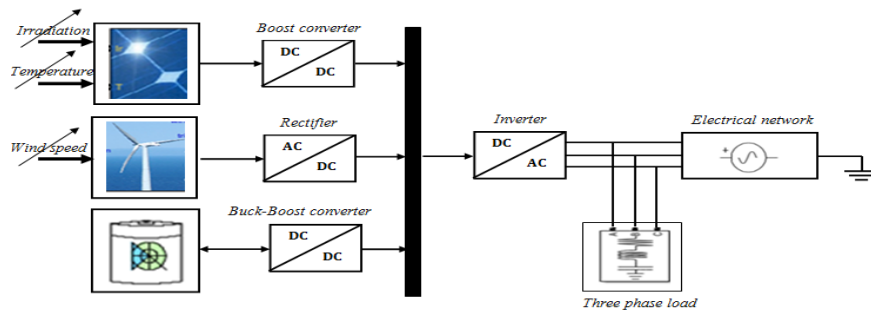 Irradiation
Temperature
Boost converter
DC
DC
Wind speed
Rectifier
AC
DC
Inverter
DC
AC
Electrical network
+
Buck-Boost converter
DC
DC
A B C
Three phase load